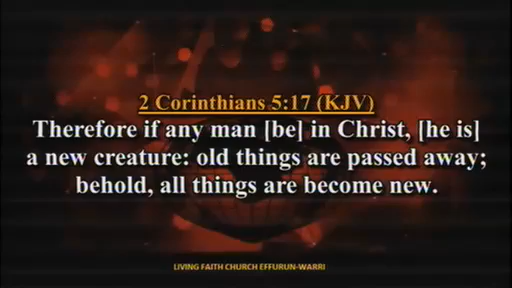 2 Corinthians 5:17 (KJV)
Therefore if any man [be] in Christ, [he is]
a new creature: old things are passed away;
behold, all things are become new.
LIVING FAITH CHURCH EFFURUN-WARRI